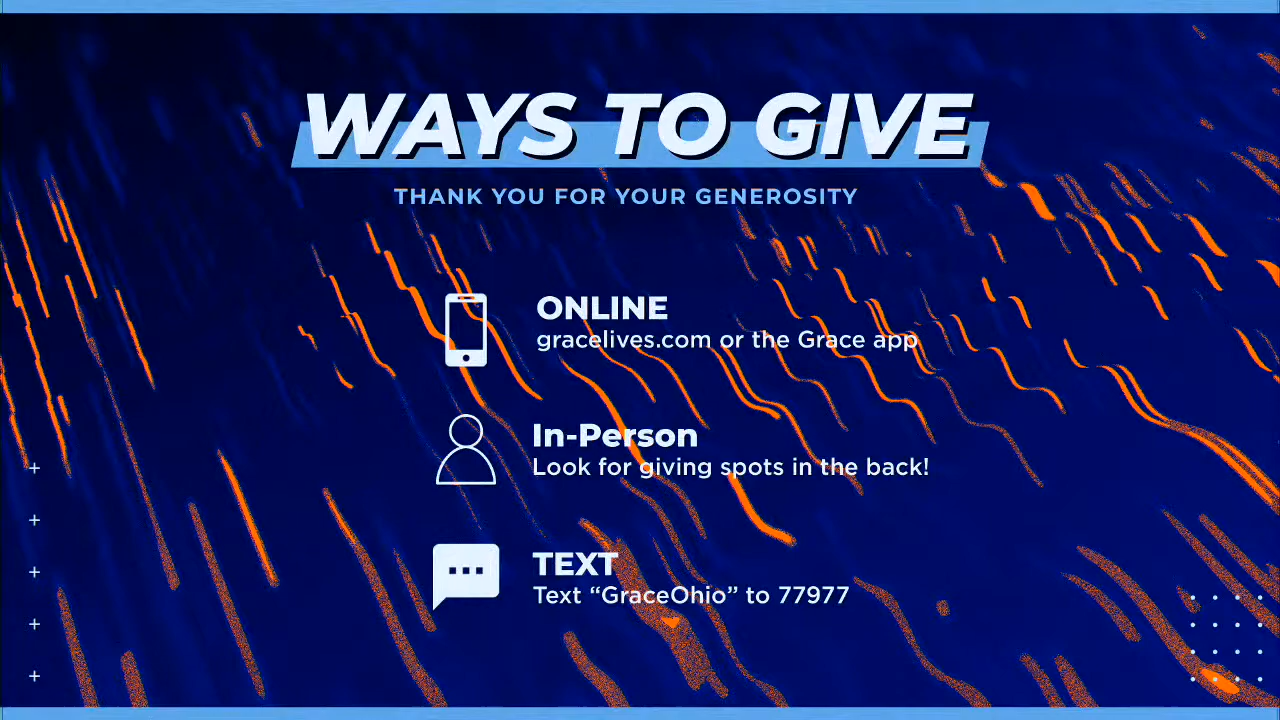 WAYS TO GIVE
THANK YOU FOR YOUR GENEROSITY
ONLINE
gracelives.com or the Grace app
In-Person
Look for giving spots in the back!
TEXT
Text “GraceOhio” to 77977